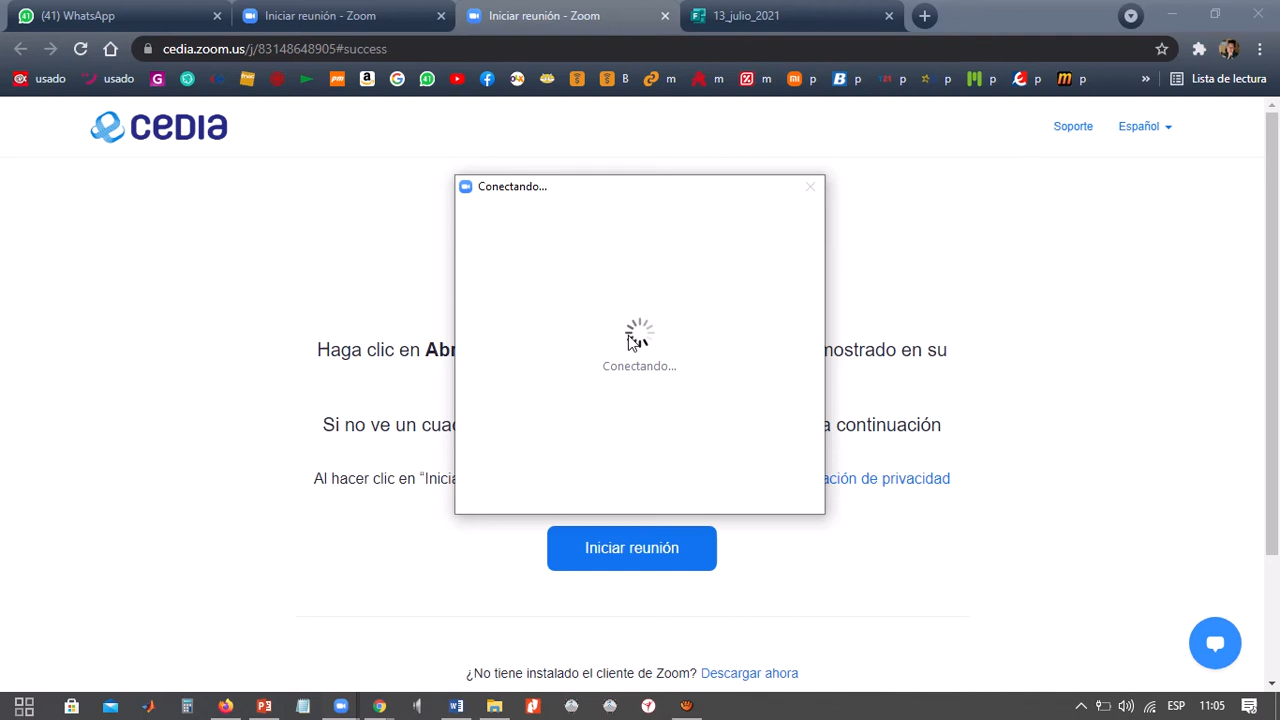 (41) WhatsApp
Iniciar reunión - Zoom
Iniciar reunión - Zoom
13_julio_2021
cedia.zoom.us/j/83148648905#success
usado
usado
B
m
m
m
p
p
p
p
p
p
p
»
Lista de lectura
CEDIA
Soporte
Español
Conectando...
Conectando...
Haga clic en Abr
mostrado en su
Si no ve un cuad
a continuación
Al hacer clic en “Inicia
ación de privacidad
Iniciar reunión
¿No tiene instalado el cliente de Zoom? Descargar ahora
ESP
11:05